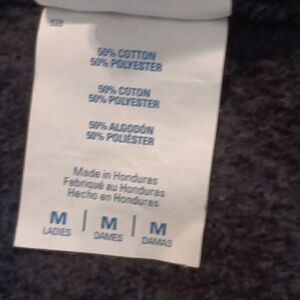 528
50% COTTON
50% POLYESTER
50% COTON
50% POLYESTER
50% ALGODÓN
50% POLIÉSTER
Made in Honduras
Fabriqué au Honduras
Hecho en Honduras
M | M | M
LADIES DAMES DAMAS